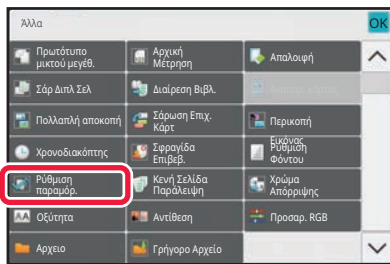 Άλλα
OK
Πρωτότυπο
μικτού μεγέθ.
Αρχική
Μέτρηση
Απαλοιφή
Σάρ Διπλ Σελ
Διαίρεση Βιβλ.
Πολλαπλή αποκοπή
Σάρωση Επιχ.
Κάρτ
Περικοπή
Χρονοδιακόπτης
Σφραγίδα
Επιβεβ.
Εικόνας
Ρύθμιση
Φόντου
Ρύθμιση
παραμόρ.
Κενή Σελίδα
Παράλειψη
Χρώμα
Απόρριψης
AA Οξύτητα
Αντίθεση
Προσαρ. RGB
Αρχειο
Γρήγορο Αρχείο